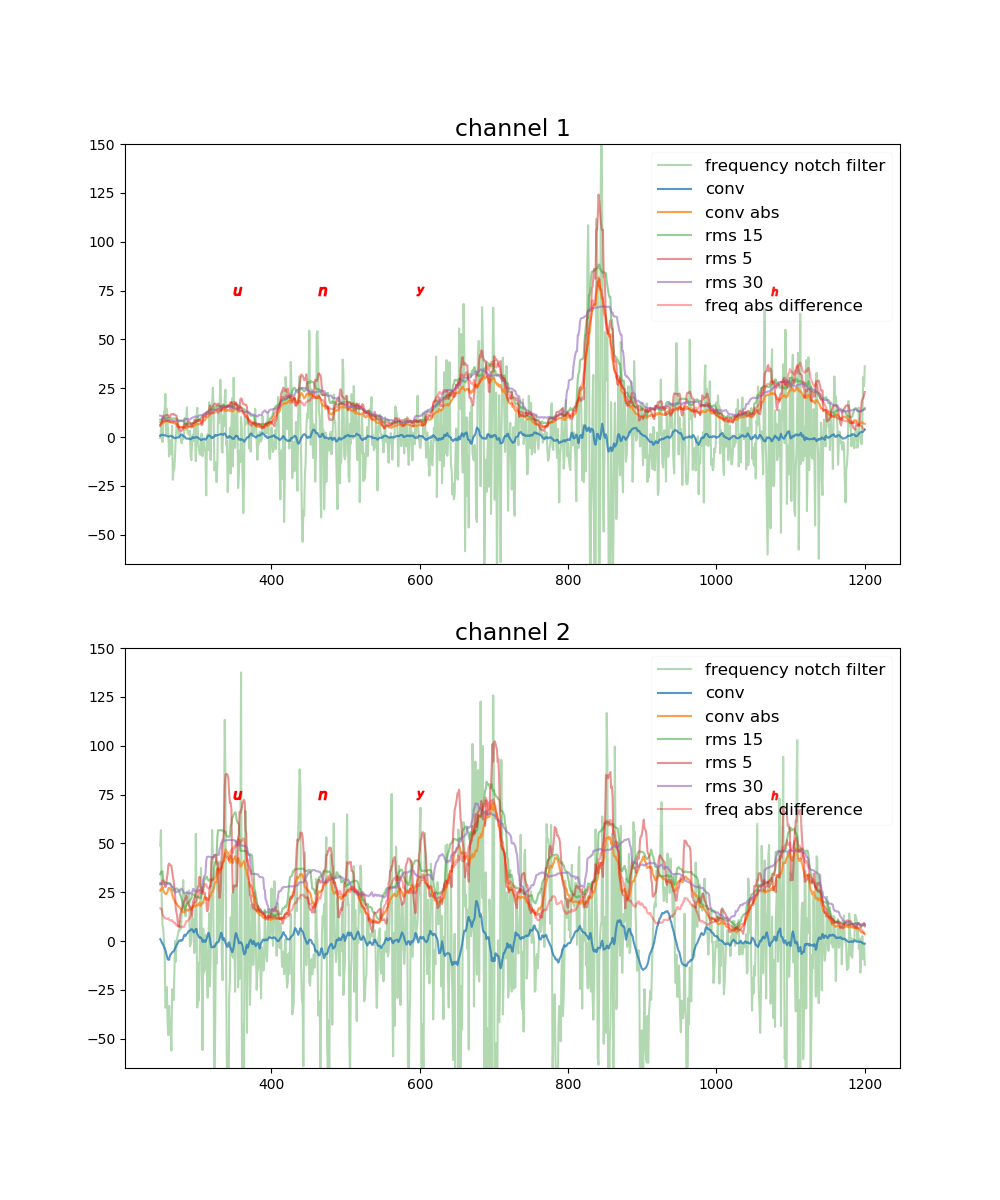 channel 1
150
125
100
75
50
25
0
−25
−50
frequency notch filter
conv
conv abs
rms 15
rms 5
rms 30
freq abs difference
u n y h
400 600 800 1000 1200
channel 2
150
125
100
75
50
25
0
−25
−50
frequency notch filter
conv
conv abs
rms 15
rms 5
rms 30
freq abs difference
u n y h
400 600 800 1000 1200